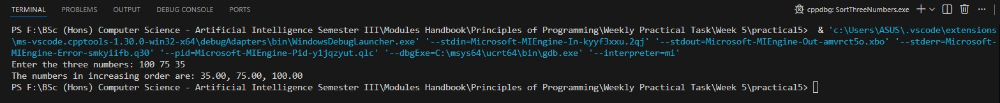 TERMINAL PROBLEMS OUTPUT DEBUG CONSOLE PORTS cppdbg: SortThreeNumbers.exe
PS F:\BSc (Hons) Computer Science - Artificial Intelligence Semester III\Modules Handbook\Principles of Programming\Weekly Practical Task\Week 5\practical5> & 'c:\Users\ASUS\.vscode\extensions
\ms-vscode.cpptools-1.30.0-win32-x64\debugAdapters\bin\WindowsDebugLauncher.exe' '--stdin=Microsoft-MIEngine-In-kyyf3xxu.2qj' '--stdout=Microsoft-MIEngine-Out-amvrct5o.xbo' '--stderr=Microsoft-
MIEngine-Error-smkyiifb.q30' '--pid=Microsoft-MIEngine-Pid-y1jqzyut.qlc' '--dbgExe=C:\msys64\ucrt64\bin\gdb.exe' '--interpreter=mi'
Enter the three numbers: 100 75 35
The numbers in increasing order are: 35.00, 75.00, 100.00
PS F:\BSc (Hons) Computer Science - Artificial Intelligence Semester III\Modules Handbook\Principles of Programming\Weekly Practical Task\Week 5\practical5>